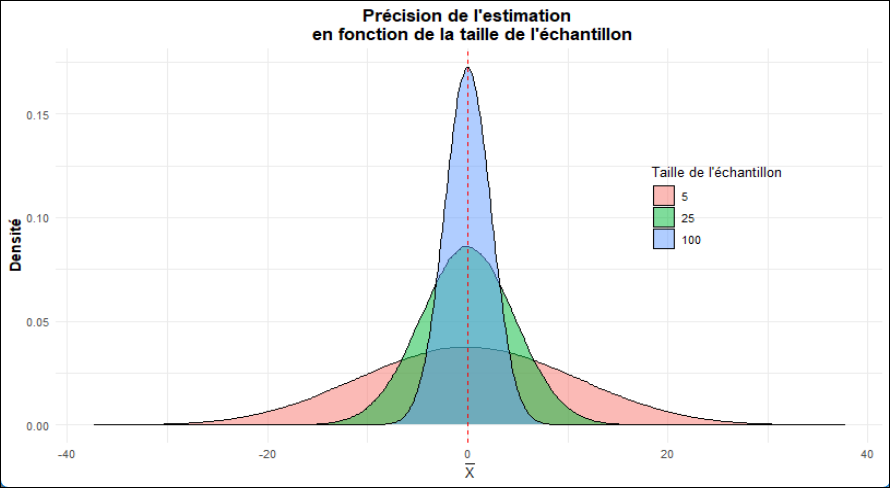 Précision de l'estimation
en fonction de la taille de l'échantillon
Densité
0.15
0.10
0.05
0.00
Taille de l'échantillon
5
25
100
-40 -20 0 20 40
X̅